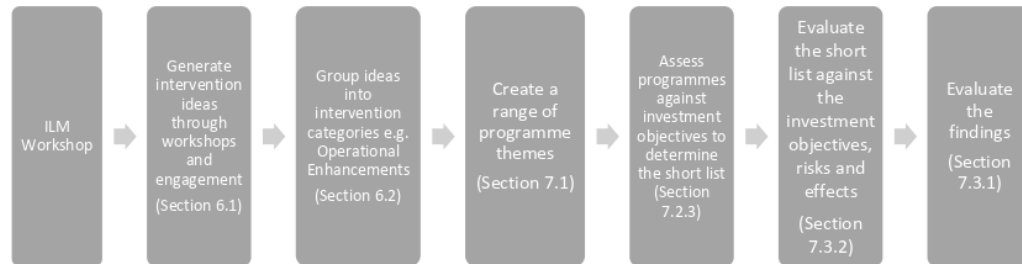 ILM
Workshop
Generate
intervention
ideas
through
workshops
and
engagement
(Section 6.1)
Group ideas
into
intervention
categories e.g.
Operational
Enhancements
(Section 6.2)
Create a
range of
programme
themes
(Section 7.1)
Assess
programmes
against
investment
objectives to
determine
the short list
(Section
7.2.3)
Evaluate
the short
list against
the
investment
objectives,
risks and
effects
(Section
7.3.2)
Evaluate
the
findings
(Section
7.3.1)